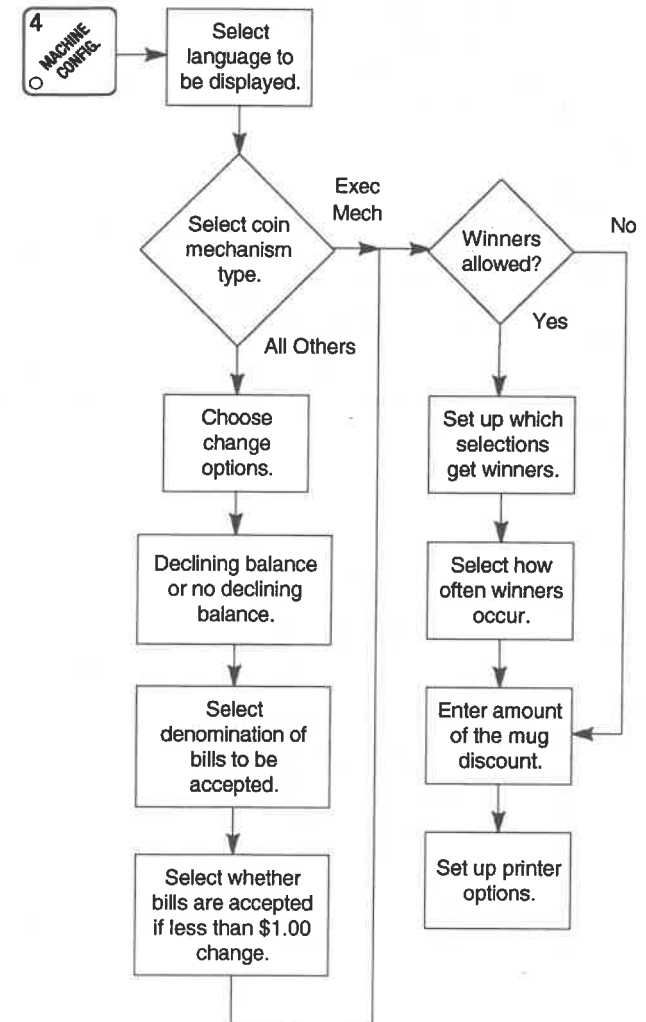 4
MACHINE
CONFIG.
Select
language to
be displayed.
Select coin
mechanism
type.
Exec
Mech
All Others
Choose
change
options.
Declining balance
or no declining
balance.
Select
denomination of
bills to be
accepted.
Select whether
bills are accepted
if less than $1.00
change.
Winners
allowed?
No
Yes
Set up which
selections
get winners.
Select how
often winners
occur.
Enter amount
of the mug
discount.
Set up printer
options.